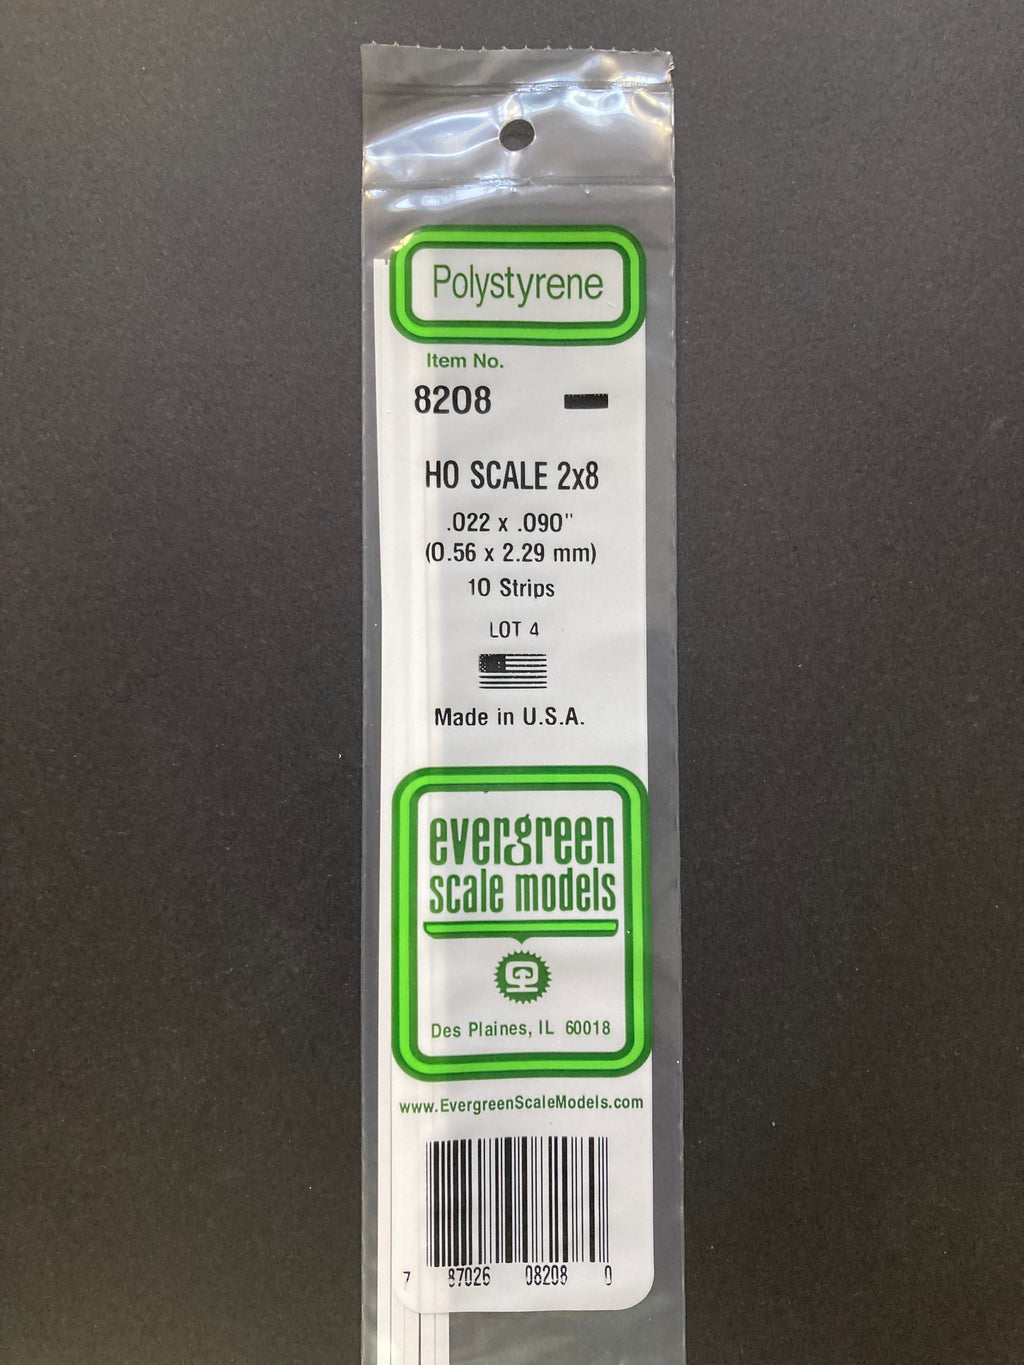 Polystyrene
Item No.
8208
HO SCALE 2x8
.022 x .090"
(0.56 x 2.29 mm)
10 Strips
LOT 4
Made in U.S.A.
evergreen
scale models
Des Plaines, IL 60018
www.EvergreenScaleModels.com
7 87026 08208 0